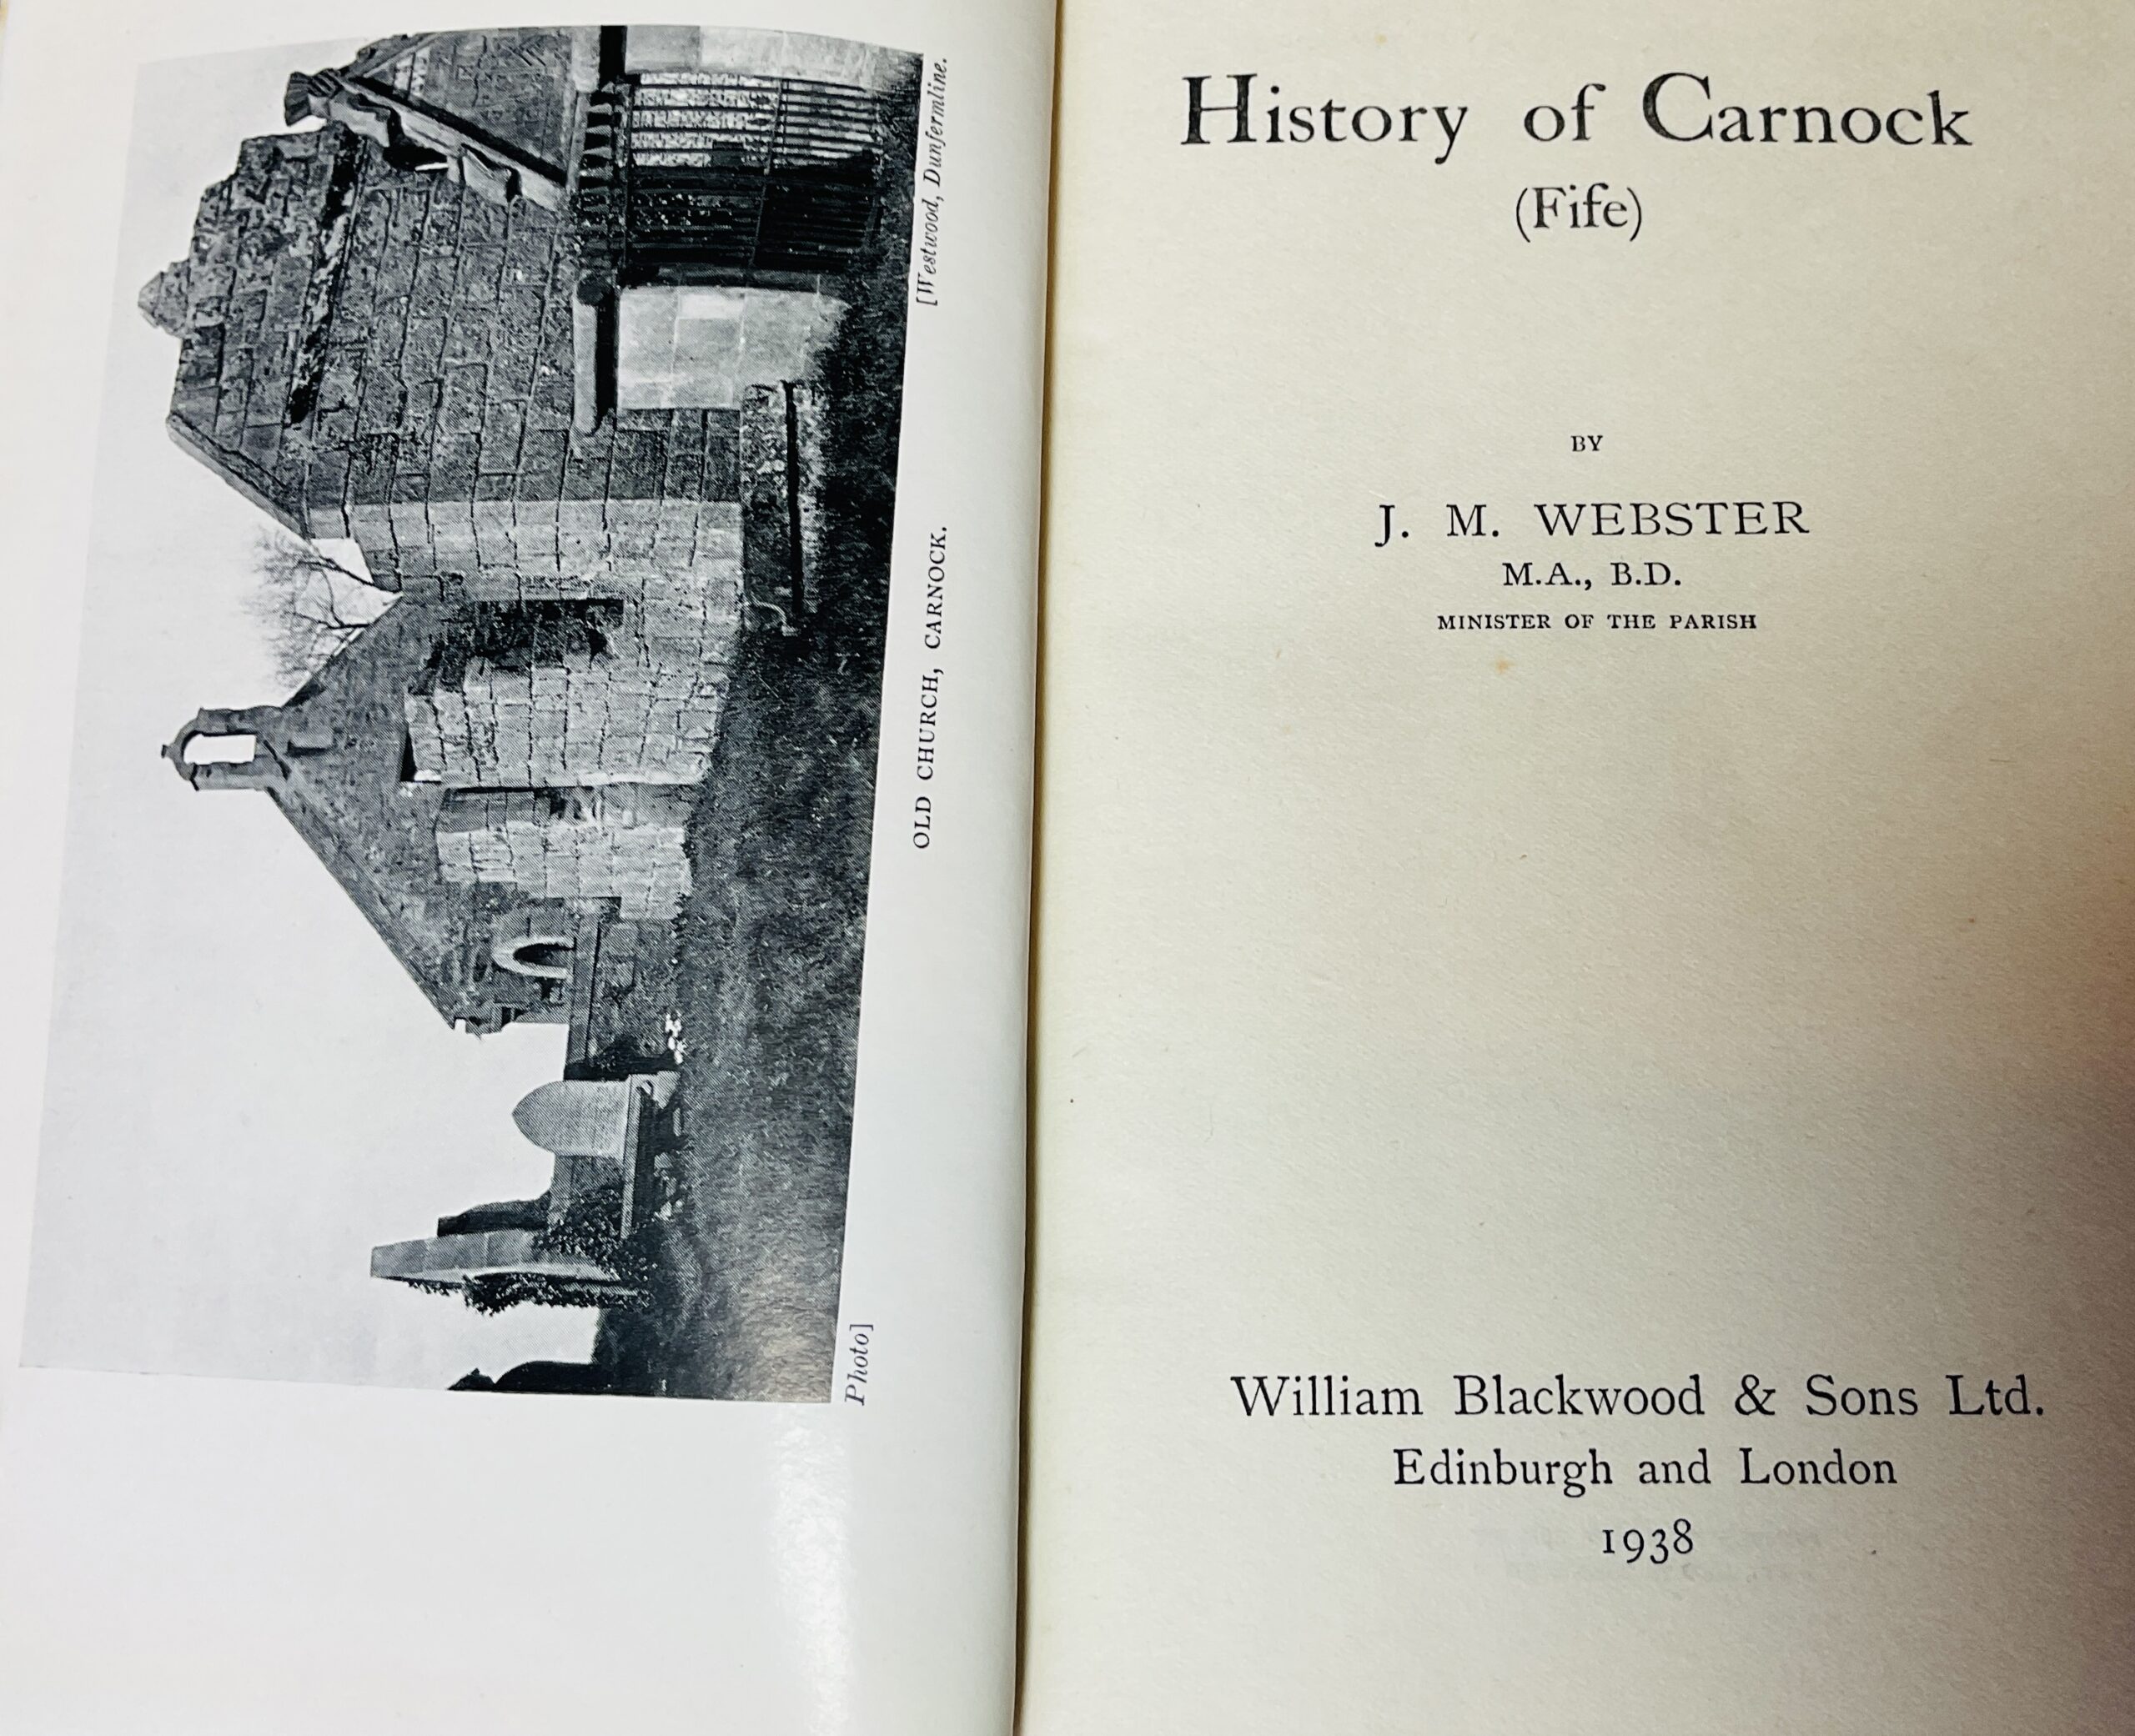 Photo]
[Westwood, Dunfermline.
OLD CHURCH, CARNOCK.
History of Carnock
(Fife)
BY
J. M. WEBSTER
M.A., B.D.
MINISTER OF THE PARISH
William Blackwood & Sons Ltd.
Edinburgh and London
1938